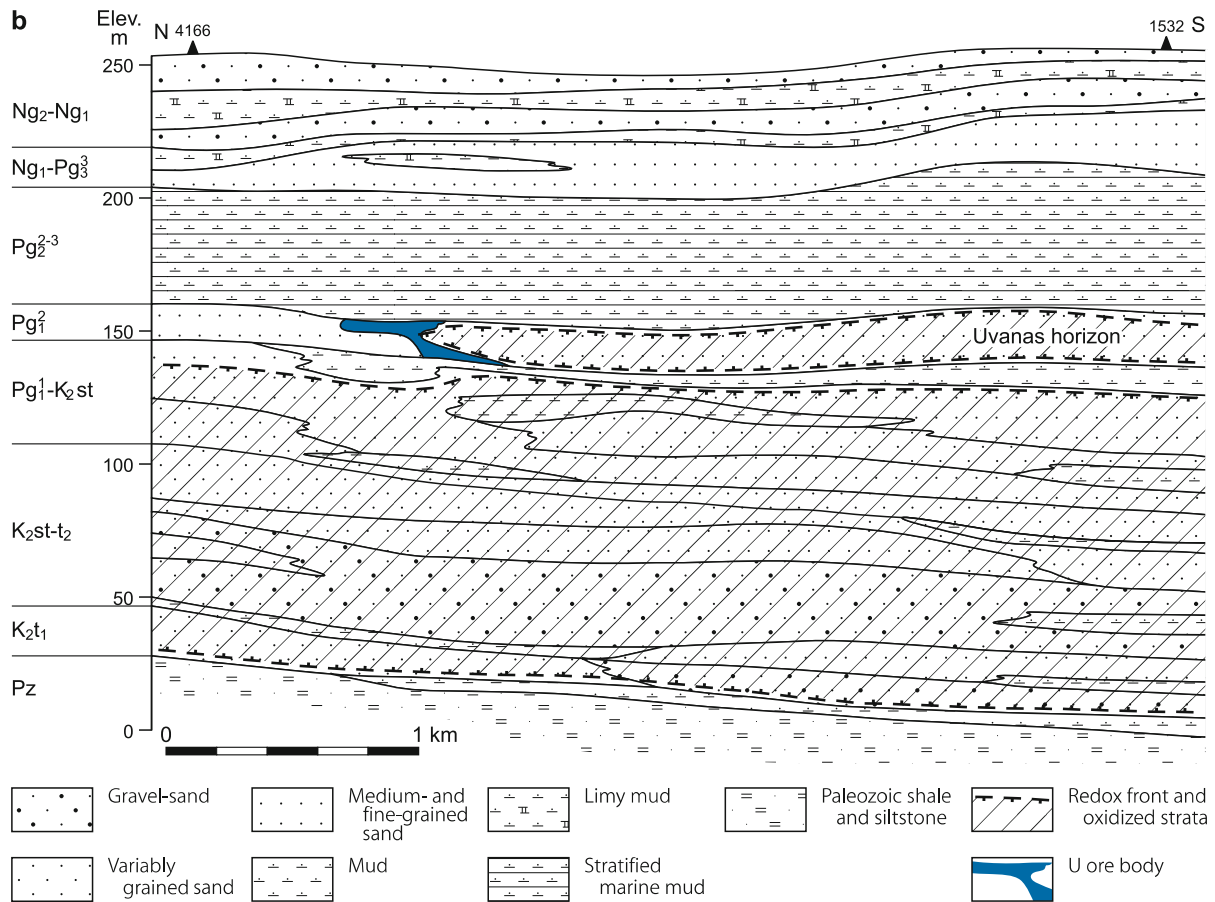 b
Elev.
m
N 4166
1532 S
250
200
150
100
50
0
Ng₂-Ng₁
Ng₁-Pg₃³
Pg₂²⁻³
Pg₁²
Pg₁¹-K₂st
K₂st-t₂
K₂t₁
Pz
Uvanas horizon
0 1 km
Gravel-sand
Medium- and
fine-grained
sand
Limy mud
Paleozoic shale
and siltstone
Redox front and
oxidized strata
Variably
grained sand
Mud
Stratified
marine mud
U ore body